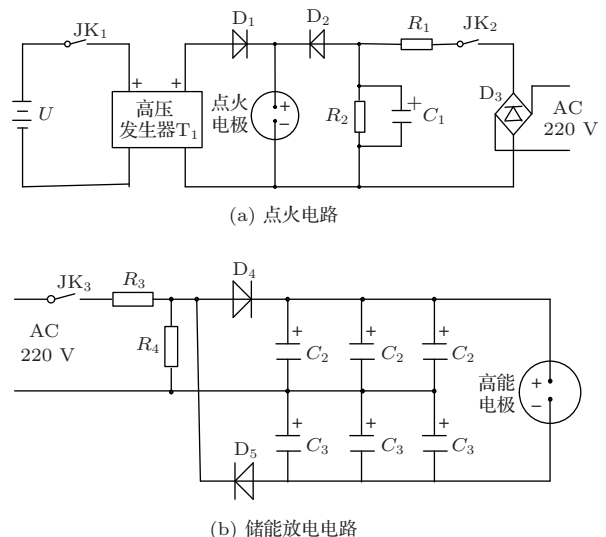 JK₁
D₁
D₂
R₁
JK₂
+
+
U
高压
发生器T₁
点火
电极
+
−
R₂
+
C₁
D₃
AC
220 V
(a) 点火电路
JK₃
R₃
D₄
AC
220 V
R₄
+
C₂
+
C₂
+
C₂
高能
电极
+
−
+
C₃
+
C₃
+
C₃
D₅
(b) 储能放电电路